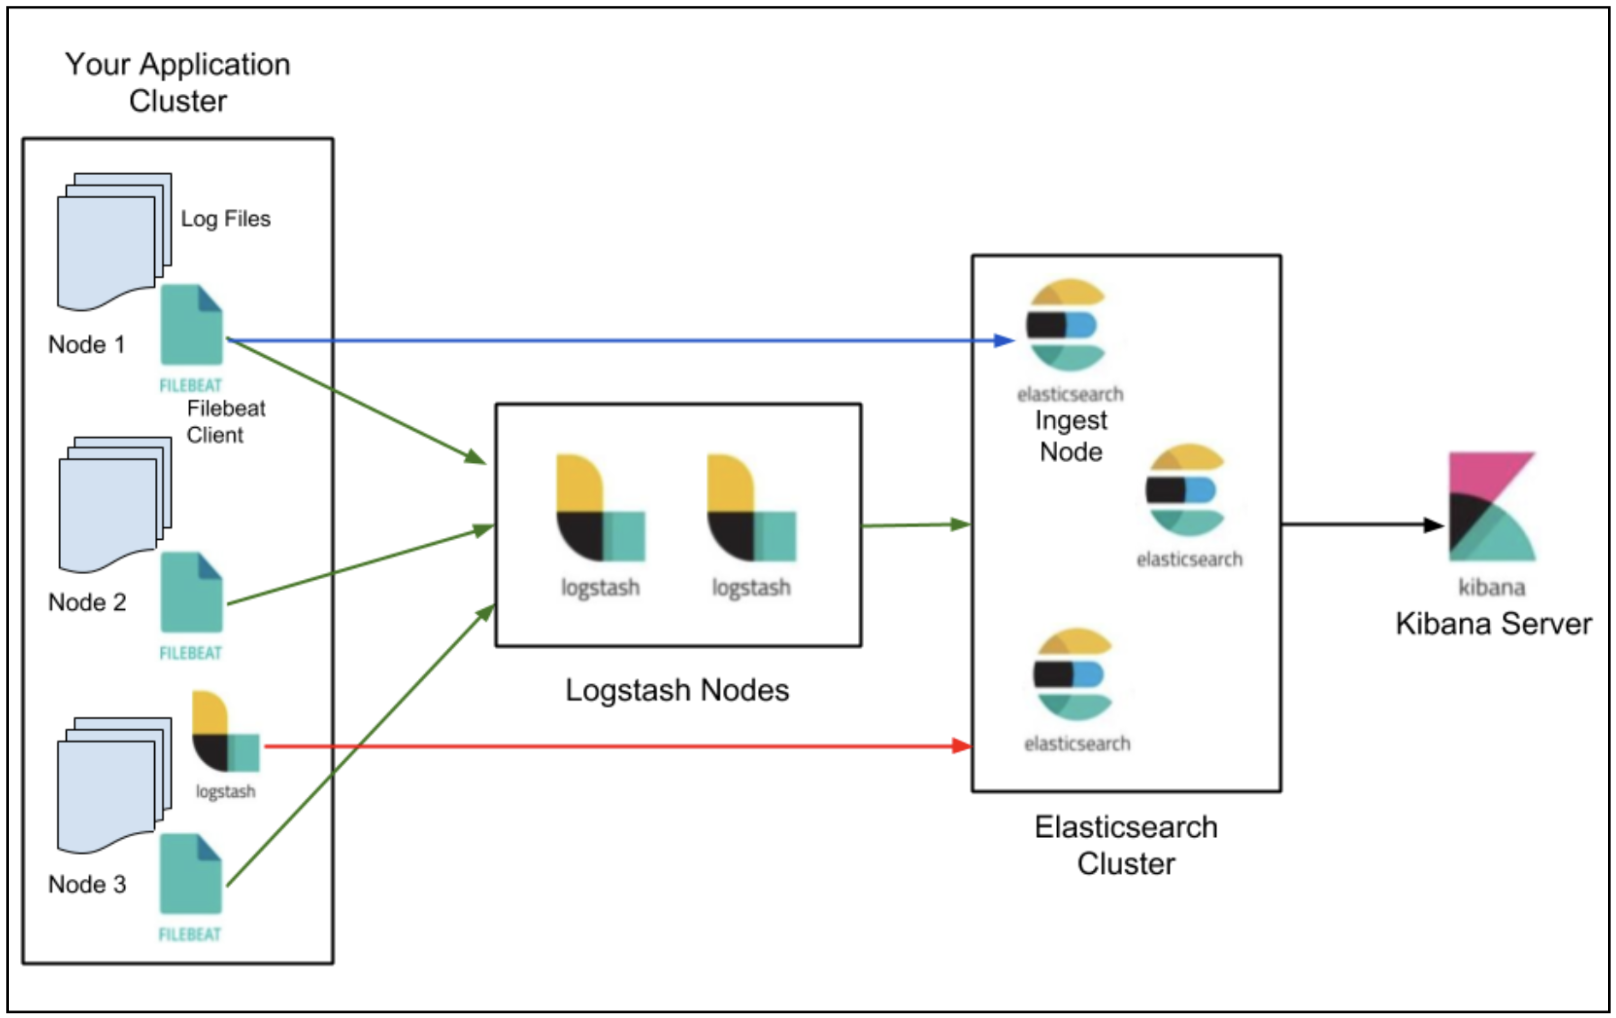 Your Application
Cluster
Log Files
Node 1
FILEBEAT
Filebeat
Client
Node 2
FILEBEAT
logstash
Node 3
FILEBEAT
logstash
logstash
Logstash Nodes
elasticsearch
Ingest
Node
elasticsearch
elasticsearch
Elasticsearch
Cluster
kibana
Kibana Server